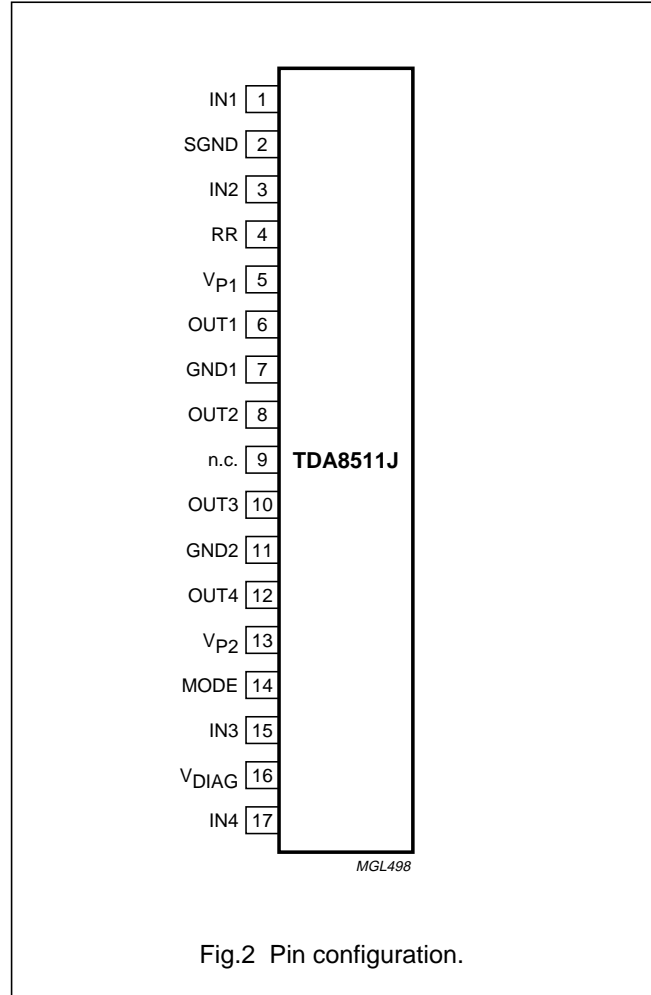 IN1 1
SGND 2
IN2 3
RR 4
VP1 5
OUT1 6
GND1 7
OUT2 8
n.c. 9 TDA8511J
OUT3 10
GND2 11
OUT4 12
VP2 13
MODE 14
IN3 15
VDIAG 16
IN4 17
MGL498
Fig.2 Pin configuration.